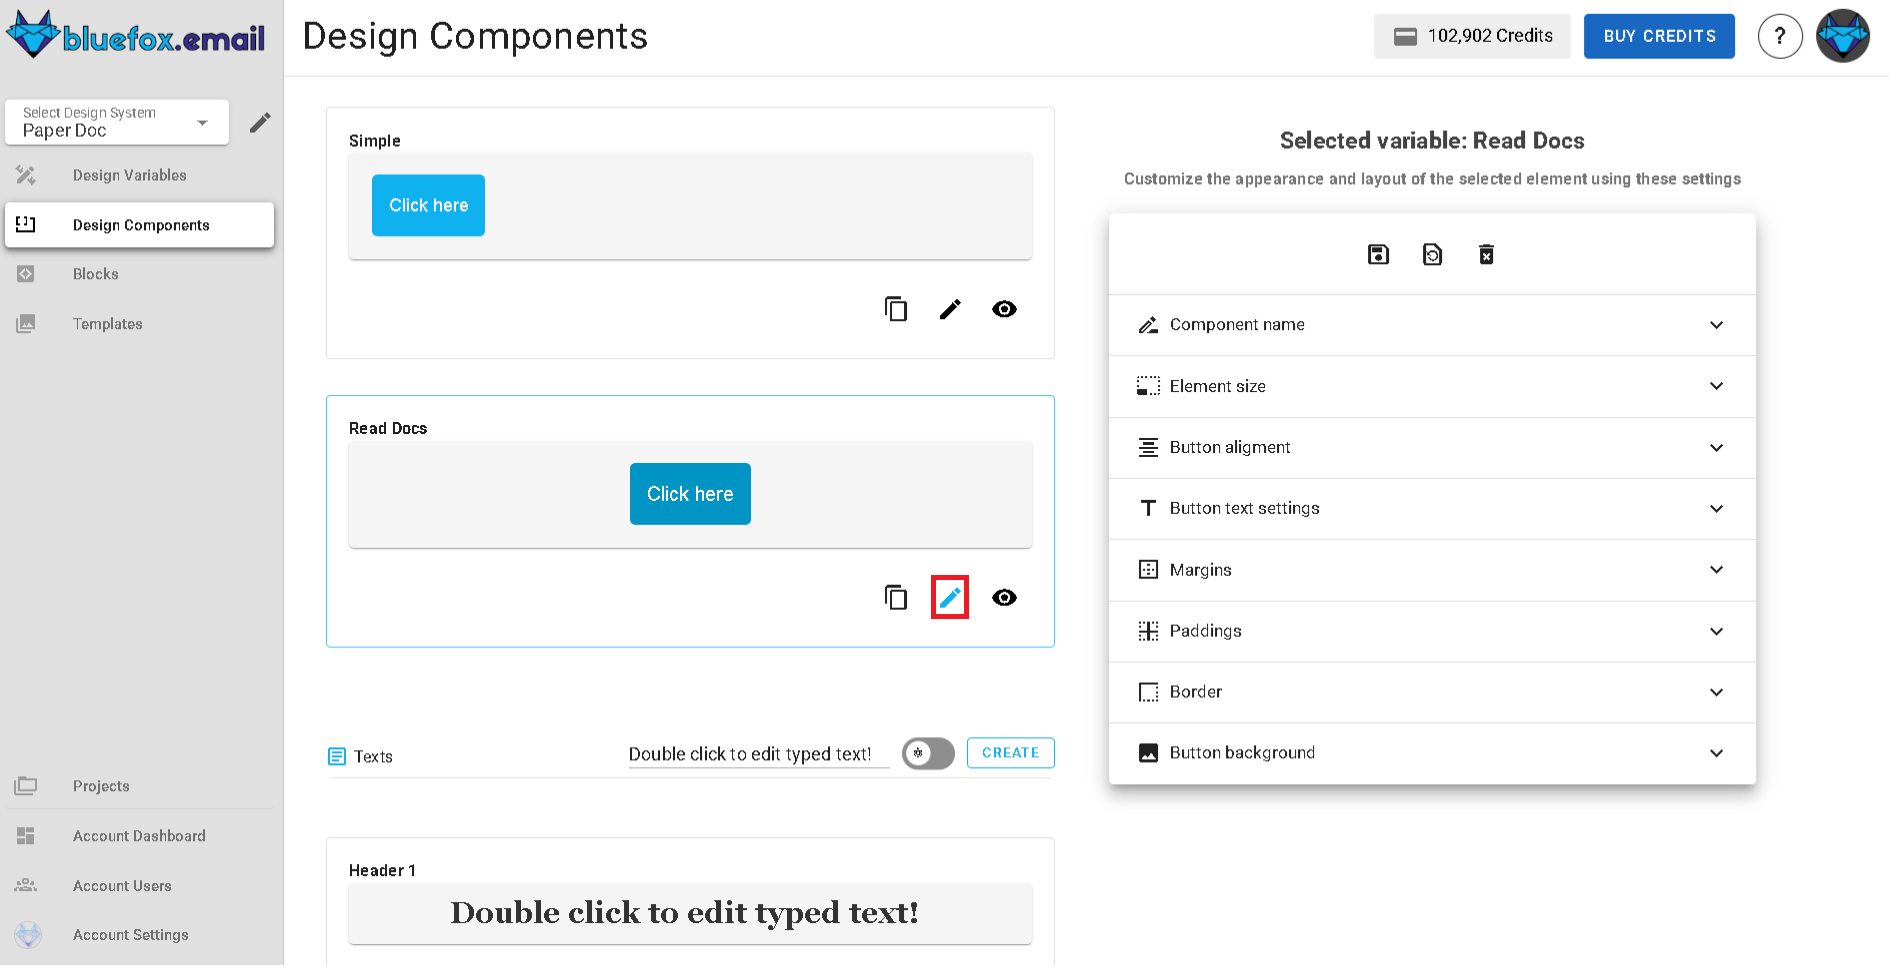 bluefox.email
Design Components
102,902 Credits
BUY CREDITS
?
Select Design System
Paper Doc
Design Variables
Design Components
Blocks
Templates
Projects
Account Dashboard
Account Users
Account Settings
Simple
Click here
Read Docs
Click here
Texts
Double click to edit typed text!
CREATE
Header 1
Double click to edit typed text!
Selected variable: Read Docs
Customize the appearance and layout of the selected element using these settings
Component name
Element size
Button aligment
Button text settings
Margins
Paddings
Border
Button background